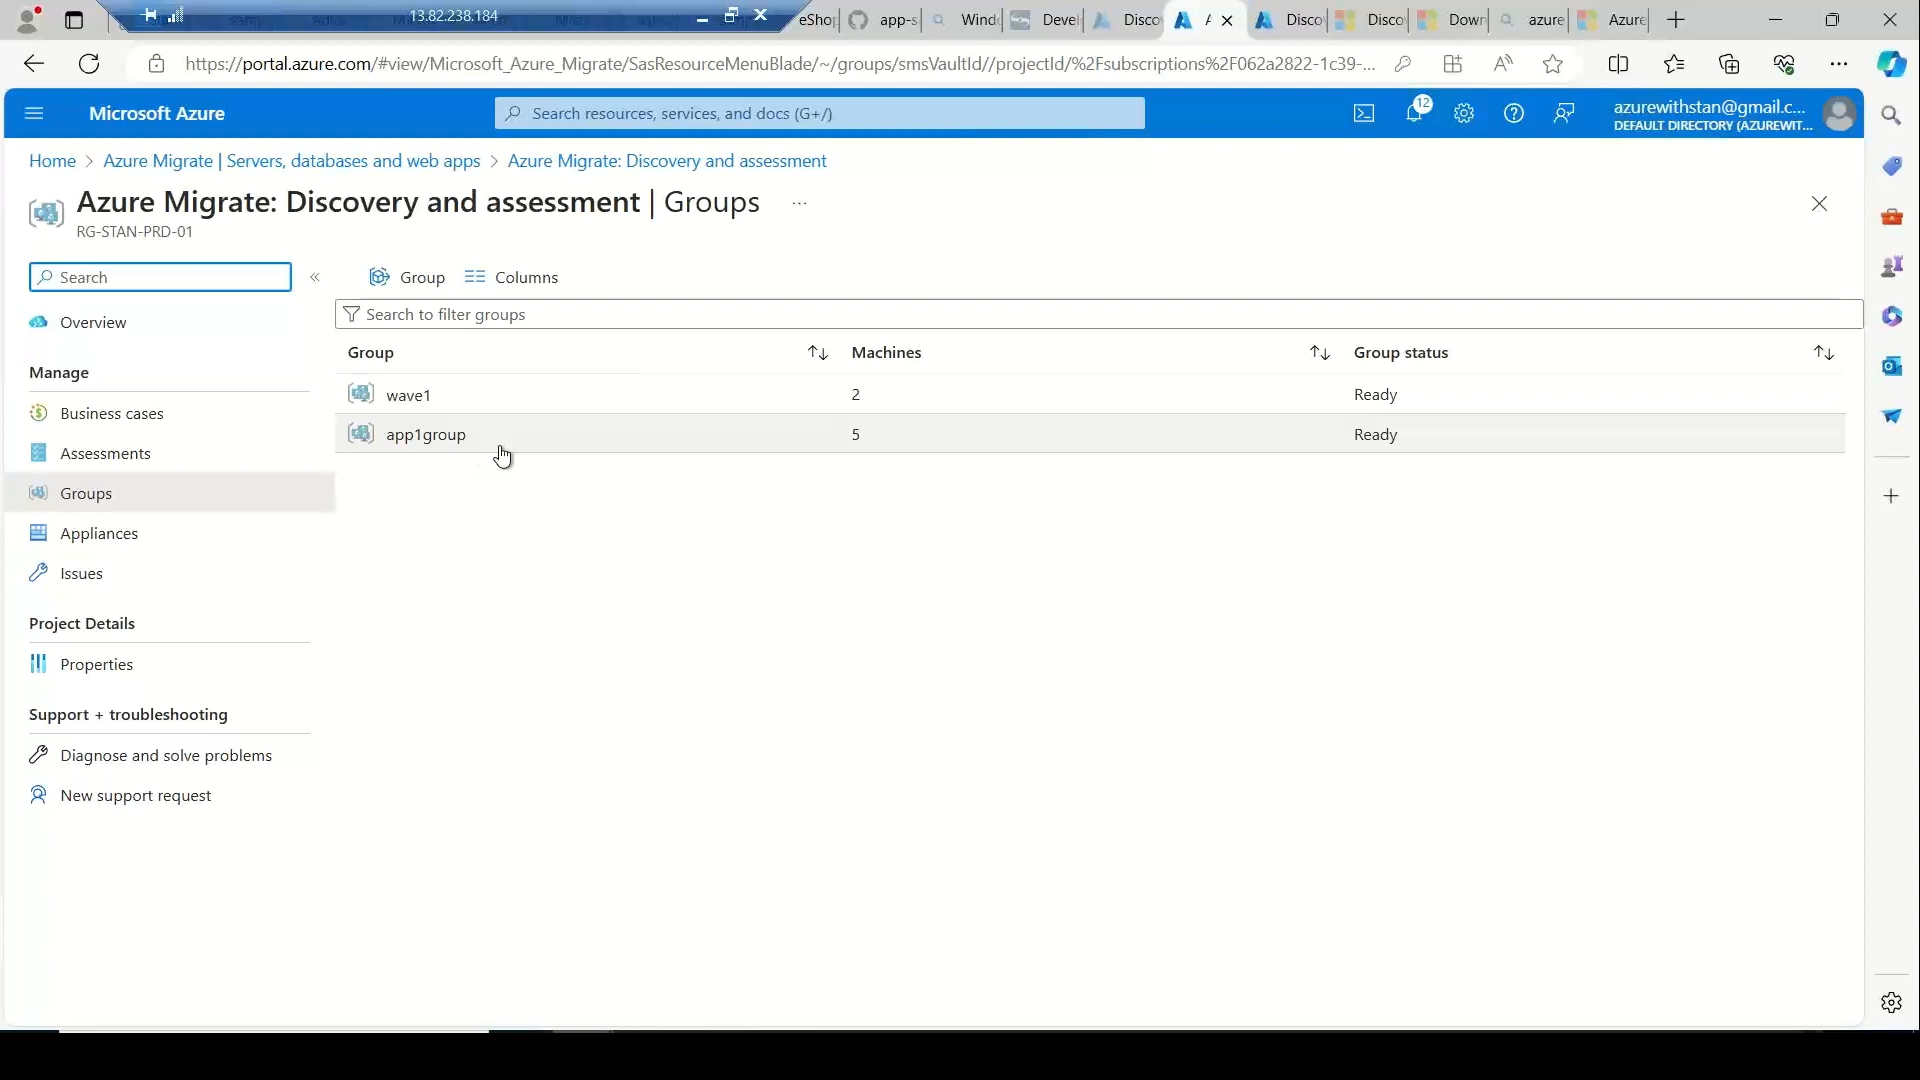 13.82.238.184
eShop
app-s
Wind
Devel
Disco
Disco
Disco
Down
azure
Azure
https://portal.azure.com/#view/Microsoft_Azure_Migrate/SasResourceMenuBlade/~/groups/smsVaultId//projectId/%2Fsubscriptions%2F062a2822-1c39-...
Microsoft Azure
Search resources, services, and docs (G+/)
12
azurewithstan@gmail.c...
DEFAULT DIRECTORY (AZUREWIT...
Home > Azure Migrate | Servers, databases and web apps > Azure Migrate: Discovery and assessment
Azure Migrate: Discovery and assessment | Groups ...
RG-STAN-PRD-01
Search
Group
Columns
Overview
Search to filter groups
Manage
Group Machines Group status
Business cases
wave1 2 Ready
Assessments
app1group 5 Ready
Groups
Appliances
Issues
Project Details
Properties
Support + troubleshooting
Diagnose and solve problems
New support request